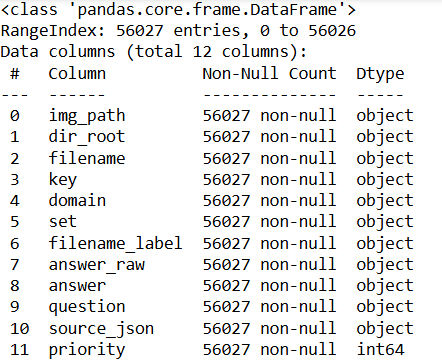 <class 'pandas.core.frame.DataFrame'>
RangeIndex: 56027 entries, 0 to 56026
Data columns (total 12 columns):
 #   Column          Non-Null Count  Dtype
---  ------          --------------  -----
 0   img_path        56027 non-null  object
 1   dir_root        56027 non-null  object
 2   filename        56027 non-null  object
 3   key             56027 non-null  object
 4   domain          56027 non-null  object
 5   set             56027 non-null  object
 6   filename_label  56027 non-null  object
 7   answer_raw      56027 non-null  object
 8   answer          56027 non-null  object
 9   question        56027 non-null  object
 10  source_json     56027 non-null  object
 11  priority        56027 non-null  int64